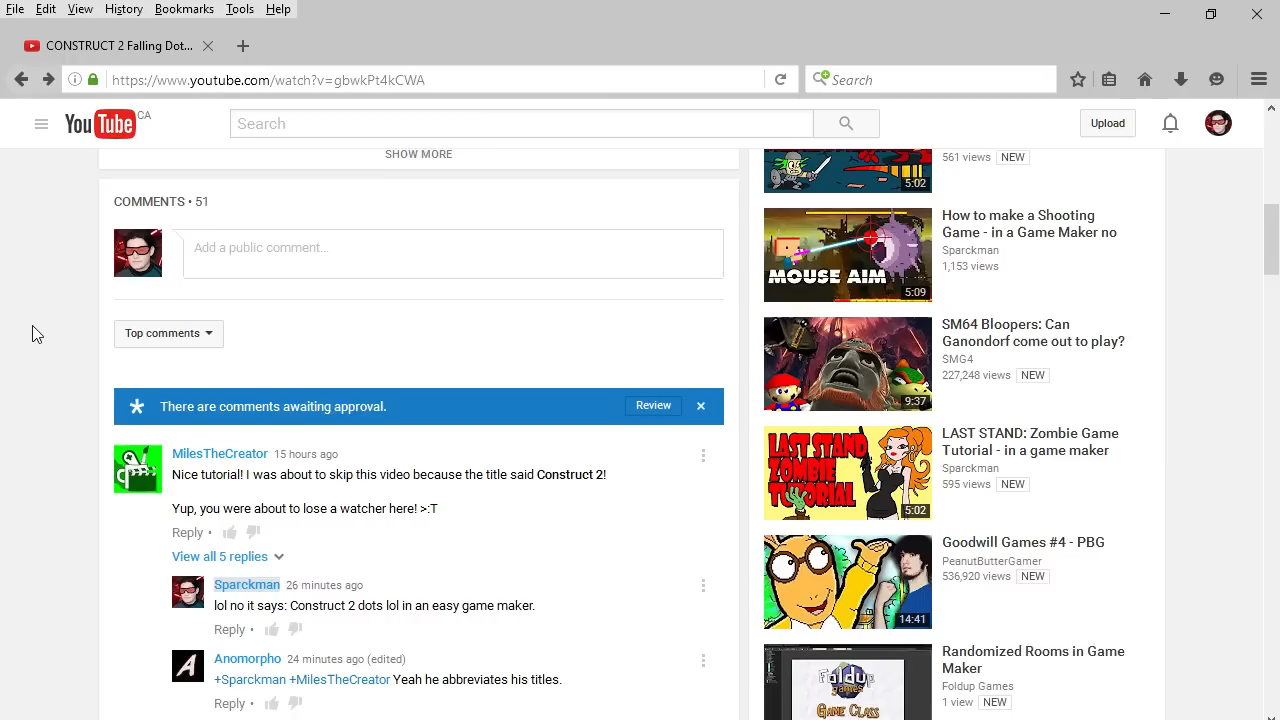 File Edit View History Bookmarks Tools Help
CONSTRUCT 2 Falling Dot...
https://www.youtube.com/watch?v=gbwkPt4kCWA
Search
YouTube CA
Search
Upload
SHOW MORE
COMMENTS • 51
Add a public comment...
Top comments
There are comments awaiting approval.
Review
MilesTheCreator 15 hours ago
Nice tutorial! I was about to skip this video because the title said Construct 2!
Yup, you were about to lose a watcher here! >:T
Reply •
View all 5 replies
Sparckman 26 minute ago
lol no it says: Construct 2 dots lol in an easy game maker.
Reply •
Anomorpho 24 minute ago (edited)
+Sparckman +MilesTheCreator Yeah he abbreviates his titles.
Reply •
561 views NEW
5:02
How to make a Shooting
Game - in a Game Maker no
Sparckman
1,153 views
MOUSE AIM
5:09
SM64 Bloopers: Can
Ganondorf come out to play?
SMG4
227,248 views NEW
9:37
LAST STAND: Zombie Game
Tutorial - in a game maker
Sparckman
595 views NEW
LAST STAND
ZOMBIE
TUTORIAL
5:02
Goodwill Games #4 - PBG
PeanutButterGamer
536,920 views NEW
14:41
Randomized Rooms in Game
Maker
Foldup Games
1 view NEW
Foldup
games
GAME CLASS